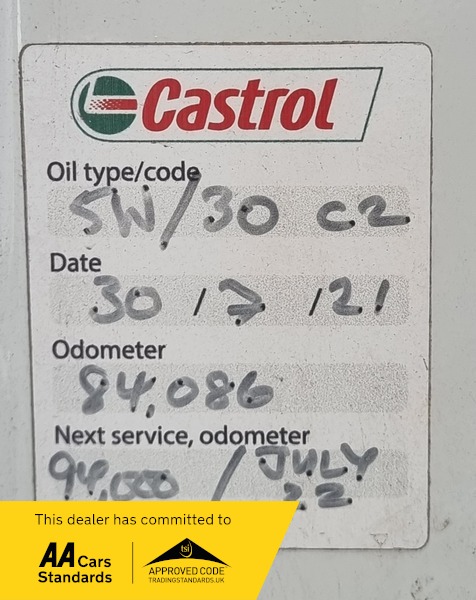 Castrol
Oil type/code
5W/30 C2
Date
30 / 7 / 21
Odometer
84,086
Next service, odometer
94,000 / JULY
22
This dealer has committed to
AA Cars
Standards
tsi
APPROVED CODE
TRADINGSTANDARDS.UK